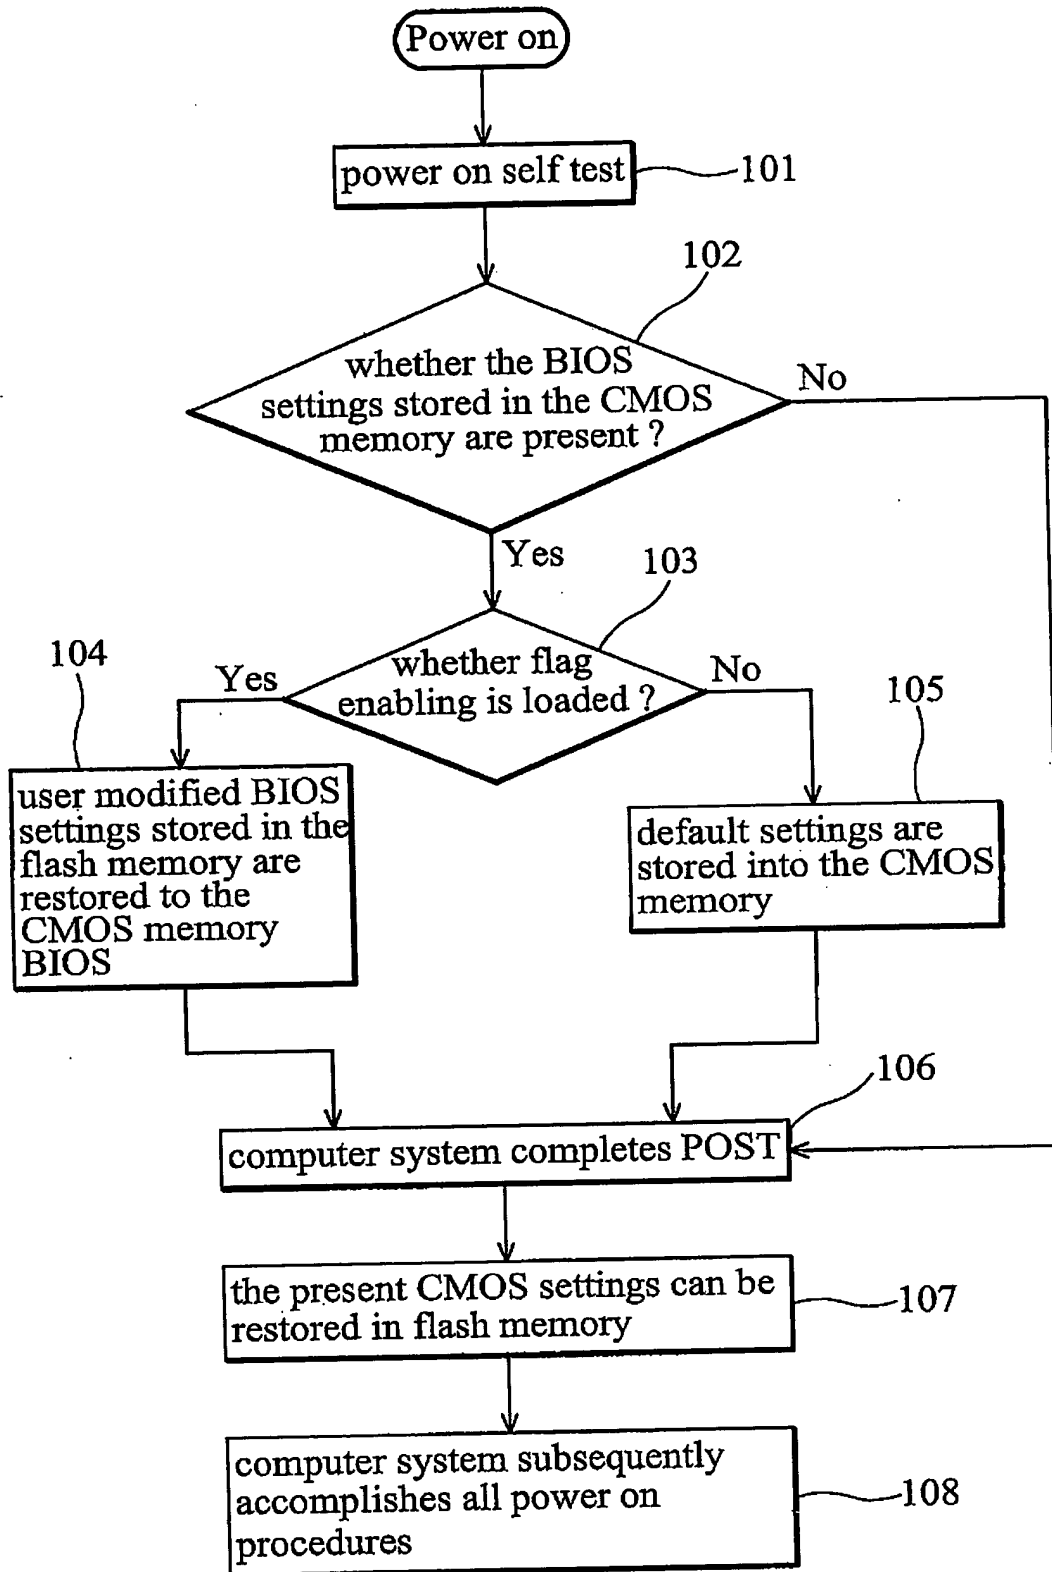 Power on
power on self test
101
102
whether the BIOS
settings stored in the CMOS
memory are present ?
No
Yes
103
whether flag
enabling is loaded ?
Yes
No
104
105
user modified BIOS
settings stored in the
flash memory are
restored to the
CMOS memory
BIOS
default settings are
stored into the CMOS
memory
106
computer system completes POST
the present CMOS settings can be
restored in flash memory
107
computer system subsequently
accomplishes all power on
procedures
108